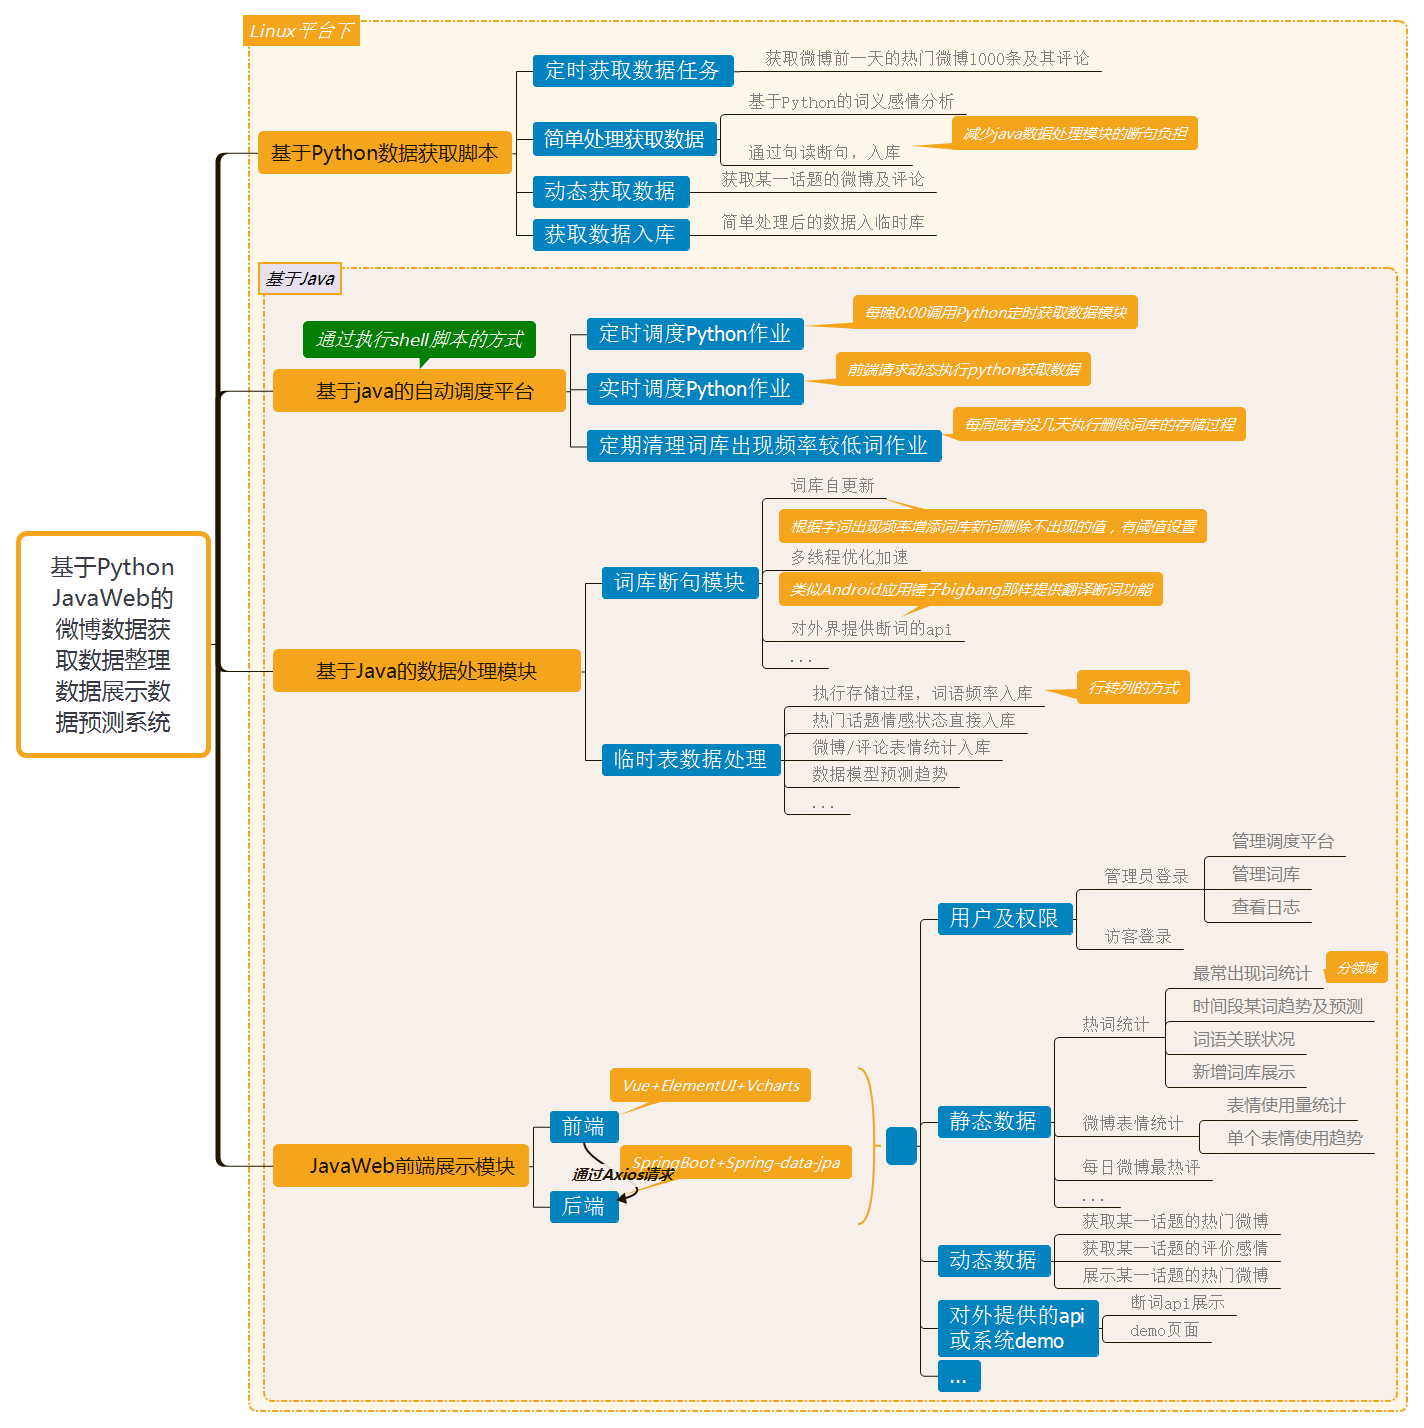 Linux平台下
定时获取数据任务
获取微博前一天的热门微博1000条及其评论
基于Python数据获取脚本
简单处理获取数据
基于Python的词义感情分析
通过句读断句，入库
减少java数据处理模块的断句负担
动态获取数据
获取某一话题的微博及评论
获取数据入库
简单处理后的数据入临时库
基于Java
通过执行shell脚本的方式
基于java的自动调度平台
定时调度Python作业
每晚0:00调用Python定时获取数据模块
实时调度Python作业
前端请求动态执行python获取数据
定期清理词库出现频率较低词作业
每周或者没几天执行删除词库的存储过程
基于Python
JavaWeb的
微博数据获
取数据整理
数据展示数
据预测系统
基于Java的数据处理模块
词库断句模块
词库自更新
根据字词出现频率增添词库新词删除不出现的值，有阈值设置
多线程优化加速
类似Android应用锤子bigbang那样提供翻译断词功能
对外界提供断词的api
...
临时表数据处理
执行存储过程，词语频率入库
行转列的方式
热门话题情感状态直接入库
微博/评论表情统计入库
数据模型预测趋势
...
JavaWeb前端展示模块
前端
Vue+ElementUI+Vcharts
通过Axios请求
后端
SpringBoot+Spring-data-jpa
用户及权限
管理员登录
管理调度平台
管理词库
查看日志
访客登录
静态数据
热词统计
最常出现词统计
分领域
时间段某词趋势及预测
词语关联状况
新增词库展示
微博表情统计
表情使用量统计
单个表情使用趋势
每日微博最热评
...
动态数据
获取某一话题的热门微博
获取某一话题的评价感情
展示某一话题的热门微博
对外提供的api
或系统demo
断词api展示
demo页面
...